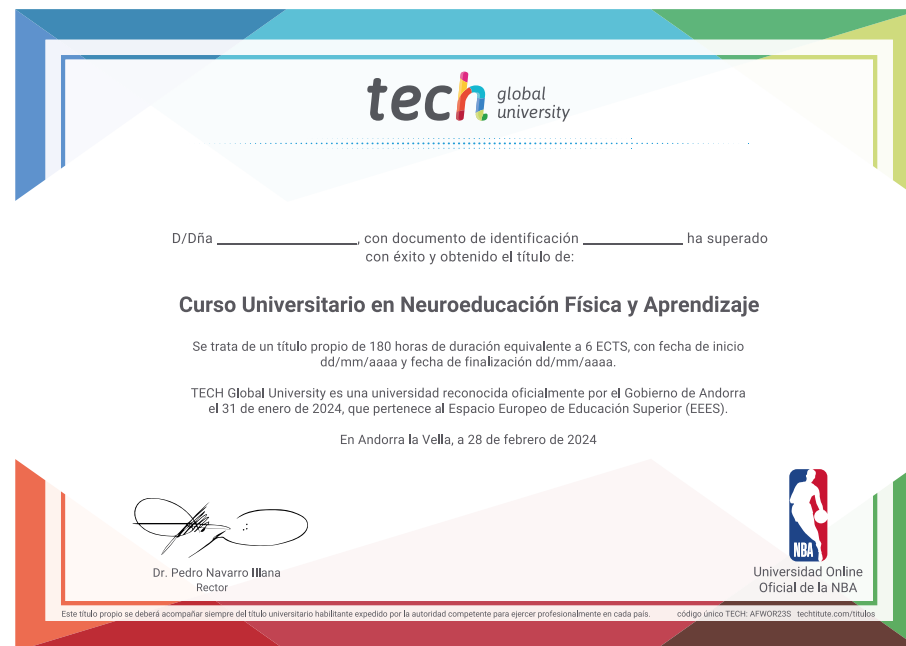 tech global university
D/Dña ____________________, con documento de identificación ______________ ha superado
con éxito y obtenido el título de:
Curso Universitario en Neuroeducación Física y Aprendizaje
Se trata de un título propio de 180 horas de duración equivalente a 6 ECTS, con fecha de inicio
dd/mm/aaaa y fecha de finalización dd/mm/aaaa.
TECH Global University es una universidad reconocida oficialmente por el Gobierno de Andorra
el 31 de enero de 2024, que pertenece al Espacio Europeo de Educación Superior (EEES).
En Andorra la Vella, a 28 de febrero de 2024
NBA
Dr. Pedro Navarro Illana
Rector
Universidad Online
Oficial de la NBA
Este título propio se deberá acompañar siempre del título universitario habilitante expedido por la autoridad competente para ejercer profesionalmente en cada país. código único TECH: AFWOR23S techtitute.com/títulos